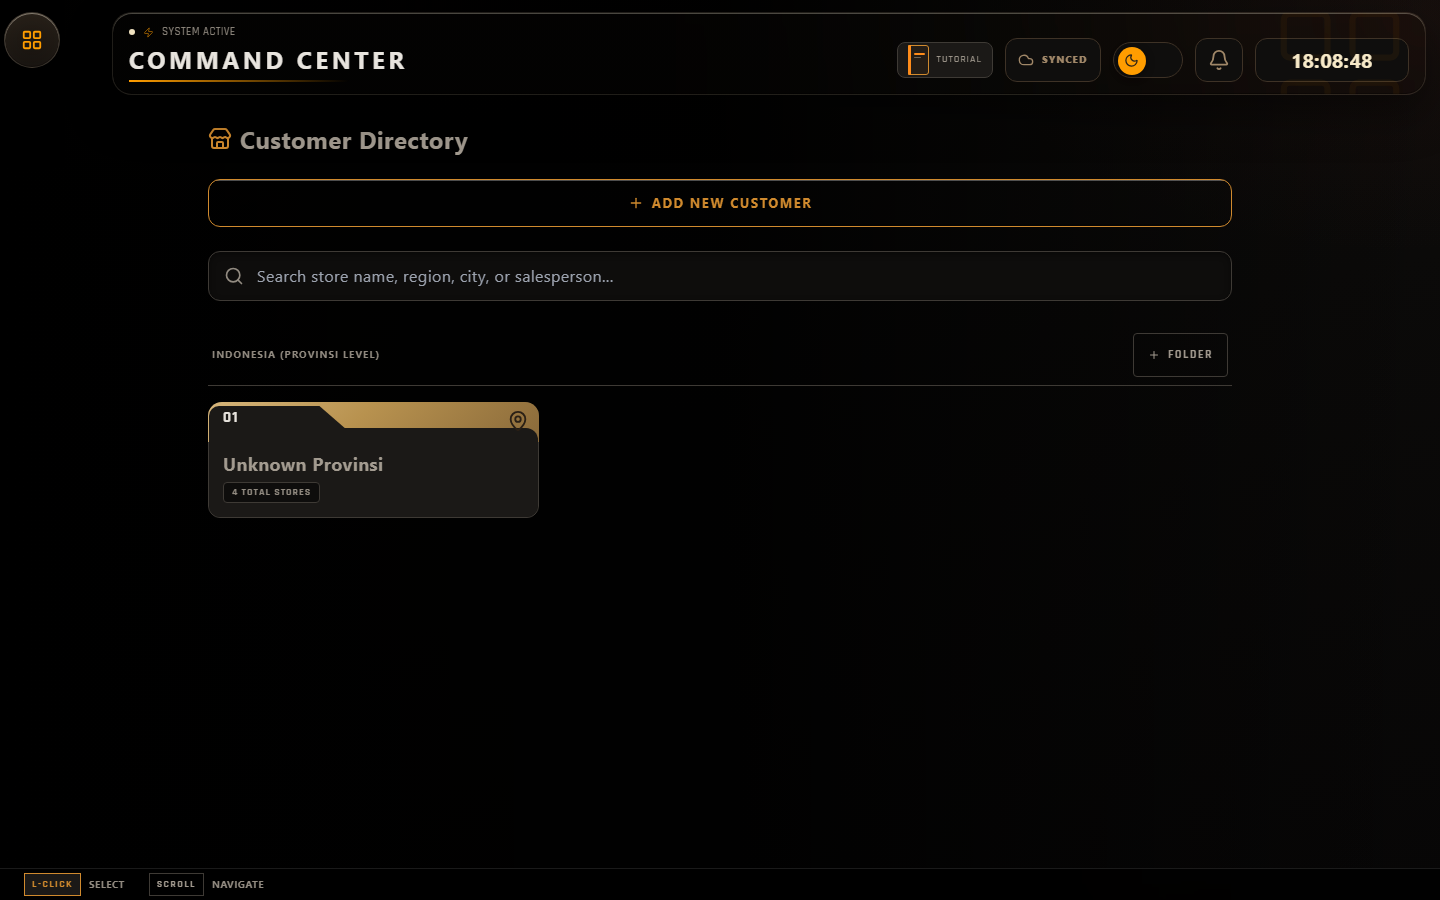 SYSTEM ACTIVE
COMMAND CENTER
TUTORIAL
SYNCED
18:08:48
Customer Directory
+ ADD NEW CUSTOMER
Search store name, region, city, or salesperson...
INDONESIA (PROVINSI LEVEL)
+ FOLDER
01
Unknown Provinsi
4 TOTAL STORES
L-CLICK SELECT SCROLL NAVIGATE